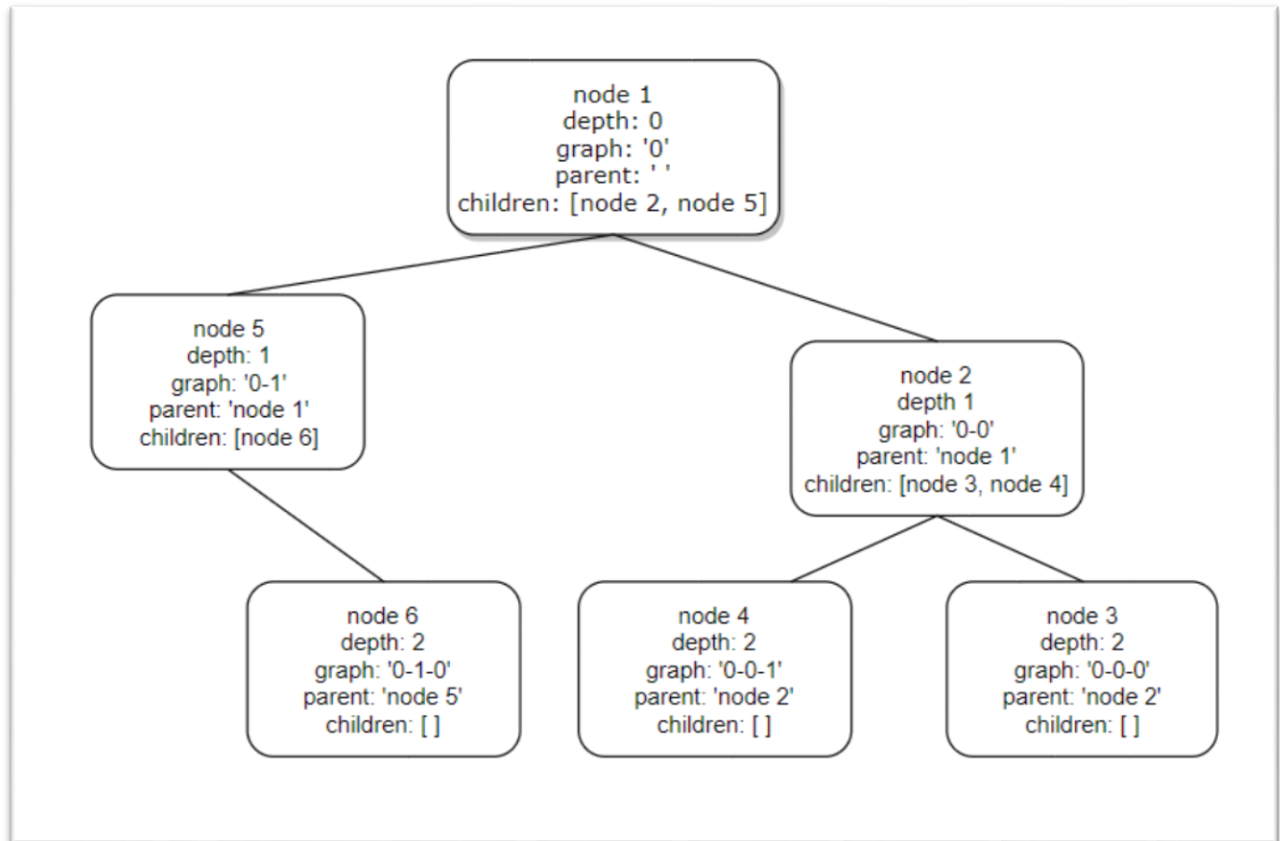 node 1
depth: 0
graph: '0'
parent: ' '
children: [node 2, node 5]
node 5
depth: 1
graph: '0-1'
parent: 'node 1'
children: [node 6]
node 2
depth 1
graph: '0-0'
parent: 'node 1'
children: [node 3, node 4]
node 6
depth: 2
graph: '0-1-0'
parent: 'node 5'
children: [ ]
node 4
depth: 2
graph: '0-0-1'
parent: 'node 2'
children: [ ]
node 3
depth: 2
graph: '0-0-0'
parent: 'node 2'
children: [ ]